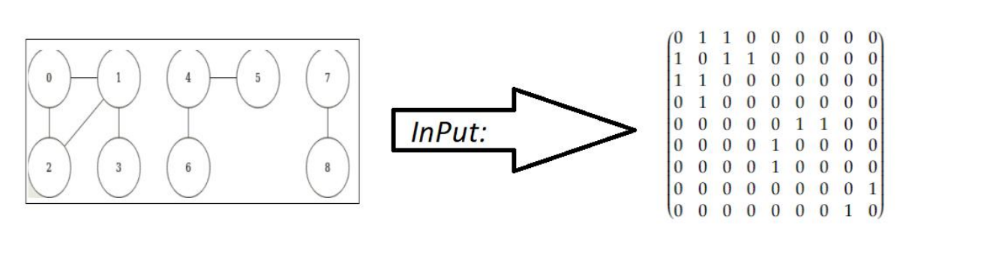 0 1 4 5 7
2 3 6 8
InPut:
0 1 1 0 0 0 0 0 0
1 0 1 1 0 0 0 0 0
1 1 0 0 0 0 0 0 0
0 1 0 0 0 0 0 0 0
0 0 0 0 0 1 1 0 0
0 0 0 0 1 0 0 0 0
0 0 0 0 1 0 0 0 0
0 0 0 0 0 0 0 0 1
0 0 0 0 0 0 0 1 0